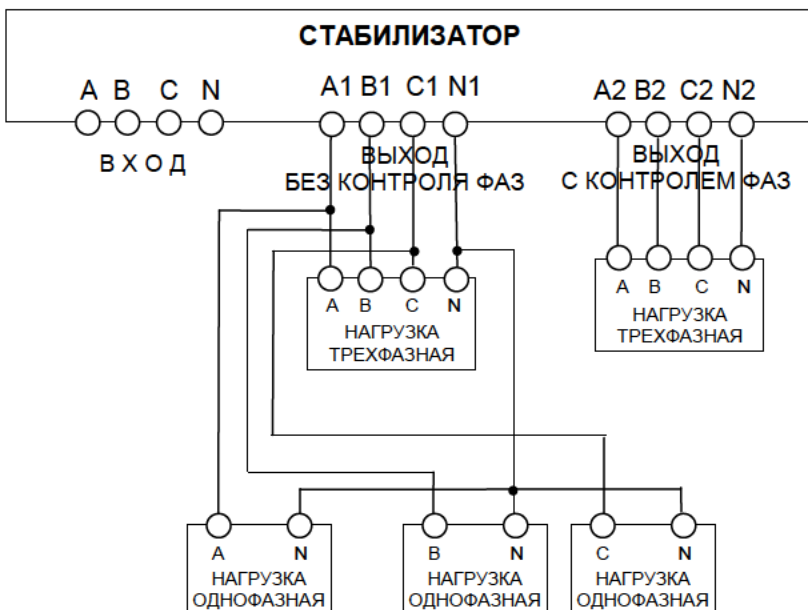 СТАБИЛИЗАТОР
A B C N
A1 B1 C1 N1
A2 B2 C2 N2
ВХОД
ВЫХОД
БЕЗ КОНТРОЛЯ ФАЗ
ВЫХОД
С КОНТРОЛЕМ ФАЗ
A B C N
НАГРУЗКА
ТРЕХФАЗНАЯ
A B C N
НАГРУЗКА
ТРЕХФАЗНАЯ
A N
НАГРУЗКА
ОДНОФАЗНАЯ
B N
НАГРУЗКА
ОДНОФАЗНАЯ
C N
НАГРУЗКА
ОДНОФАЗНАЯ